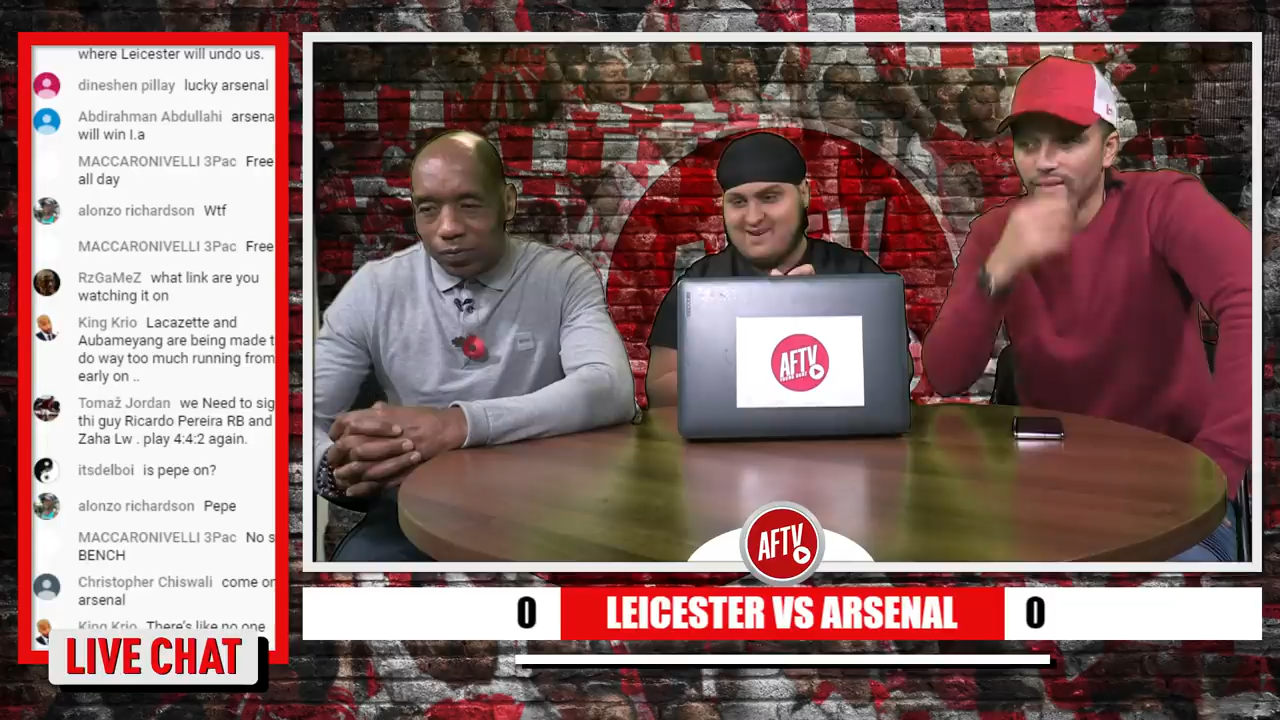 where Leicester will undo us.
dineshen pillay lucky arsenal
Abdirahman Abdullahi arsena
will win I.a
MACCARONIVELLI 3Pac Free
all day
alonzo richardson Wtf
MACCARONIVELLI 3Pac Free
RzGaMeZ what link are you
watching it on
King Krio Lacazette and
Aubameyang are being made t
do way too much running from
early on ..
Tomaž Jordan we Need to sig
thi guy Ricardo Pereira RB and
Zaha Lw . play 4:4:2 again.
itsdelboi is pepe on?
alonzo richardson Pepe
MACCARONIVELLI 3Pac No s
BENCH
Christopher Chiswali come on
arsenal
King Krio There's like no one
LIVE CHAT
AFTV
AFTV
0 LEICESTER VS ARSENAL 0